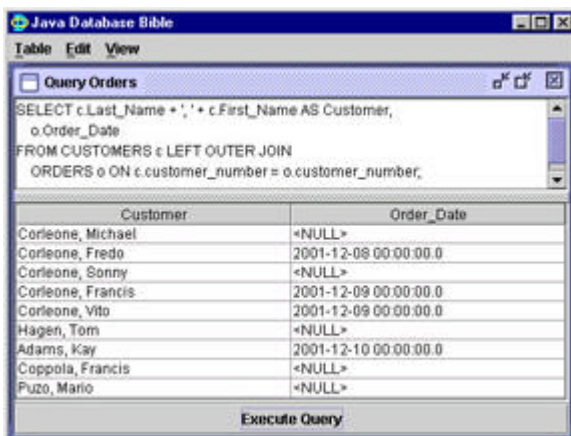 Java Database Bible
Table Edit View
Query Orders
SELECT c.Last_Name + ', ' + c.First_Name AS Customer,
o.Order_Date
FROM CUSTOMERS c LEFT OUTER JOIN
ORDERS o ON c.customer_number = o.customer_number;
Customer Order_Date
Corleone, Michael <NULL>
Corleone, Fredo 2001-12-08 00:00:00.0
Corleone, Sonny <NULL>
Corleone, Francis 2001-12-09 00:00:00.0
Corleone, Vito 2001-12-09 00:00:00.0
Hagen, Tom <NULL>
Adams, Kay 2001-12-10 00:00:00.0
Coppola, Francis <NULL>
Puzo, Mario <NULL>
Execute Query